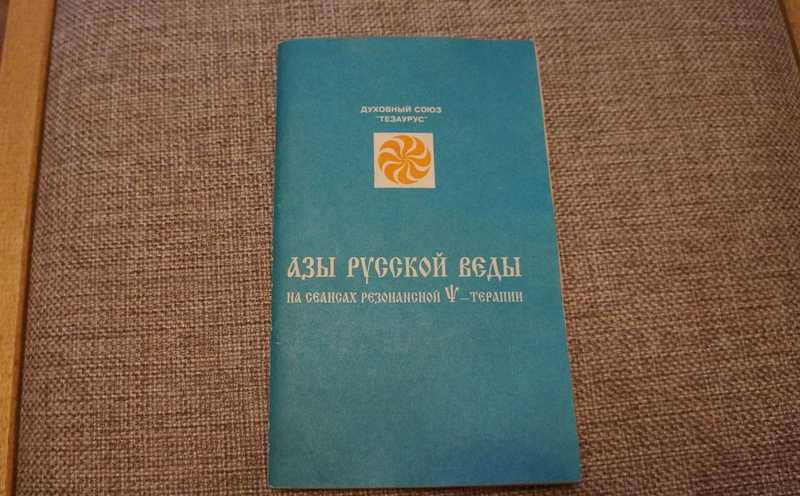 ДУХОВНЫЙ СОЮЗ
"ТЕЗАУРУС"
АЗЫ РУССКОЙ ВЕДЫ
НА СЕАНСАХ РЕЗОНАНСНОЙ Ψ–ТЕРАПИИ